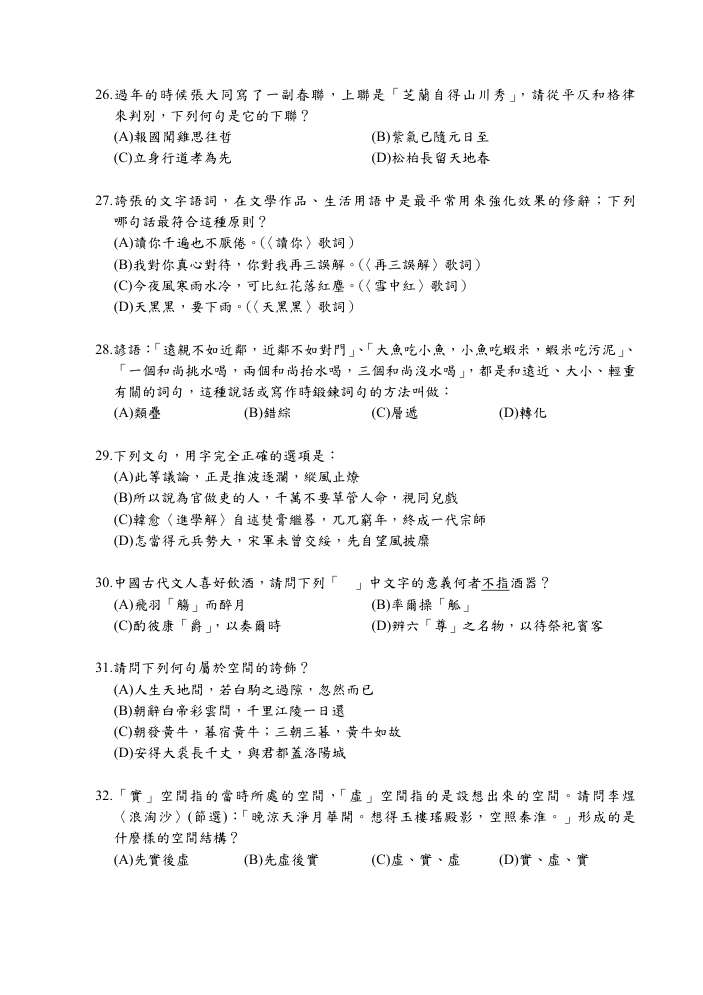 26.過年的時候張大同寫了一副春聯，上聯是「芝蘭自得山川秀」，請從平仄和格律
來判別，下列何句是它的下聯？
(A)報國聞雞思往哲 (B)紫氣已隨元日至
(C)立身行道孝為先 (D)松柏長留天地春
27.誇張的文字語詞，在文學作品、生活用語中是最平常用來強化效果的修辭；下列
哪句話最符合這種原則？
(A)讀你千遍也不厭倦。（〈讀你〉歌詞）
(B)我對你真心對待，你對我再三誤解。（〈再三誤解〉歌詞）
(C)今夜風寒雨水冷，可比紅花落紅塵。（〈雪中紅〉歌詞）
(D)天黑黑，要下雨。（〈天黑黑〉歌詞）
28.諺語：「遠親不如近鄰，近鄰不如對門」、「大魚吃小魚，小魚吃蝦米，蝦米吃污泥」、
「一個和尚挑水喝，兩個和尚抬水喝，三個和尚沒水喝」，都是和遠近、大小、輕重
有關的詞句，這種說話或寫作時鍛鍊詞句的方法叫做：
(A)類疊 (B)錯綜 (C)層遞 (D)轉化
29.下列文句，用字完全正確的選項是：
(A)此等議論，正是推波逐瀾，縱風止燎
(B)所以說為官做吏的人，千萬不要草管人命，視同兒戲
(C)韓愈〈進學解〉自述焚膏繼晷，兀兀窮年，終成一代宗師
(D)怎當得元兵勢大，宋軍未曾交綏，先自望風披糜
30.中國古代文人喜好飲酒，請問下列「　」中文字的意義何者不指酒器？
(A)飛羽「觴」而醉月 (B)率爾操「觚」
(C)酌彼康「爵」，以奏爾時 (D)辨六「尊」之名物，以待祭祀賓客
31.請問下列何句屬於空間的誇飾？
(A)人生天地間，若白駒之過隙，忽然而已
(B)朝辭白帝彩雲間，千里江陵一日還
(C)朝發黃牛，暮宿黃牛；三朝三暮，黃牛如故
(D)安得大裘長千丈，與君都蓋洛陽城
32.「實」空間指的當時所處的空間，「虛」空間指的是設想出來的空間。請問李煜
〈浪淘沙〉(節選)：「晚涼天淨月華開。想得玉樓瑤殿影，空照秦淮。」形成的是
什麼樣的空間結構？
(A)先實後虛 (B)先虛後實 (C)虛、實、虛 (D)實、虛、實